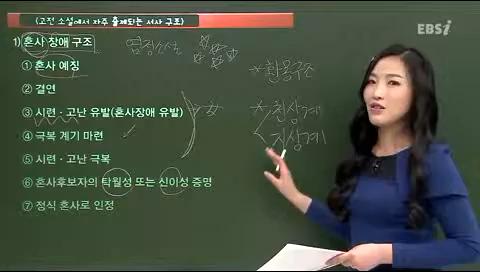 (고전 소설에서 자주 출제되는 서사 구조)
EBSi
1) 혼사 장애 구조 염정소설
① 혼사 예징
*환몽구조
② 결연
③ 시련 · 고난 유발(혼사장애 유발)
천상계
④ 극복 계기 마련
지상계
⑤ 시련 · 고난 극복
⑥ 혼사후보자의 탁월성 또는 신이성 증명
⑦ 정식 혼사로 인정